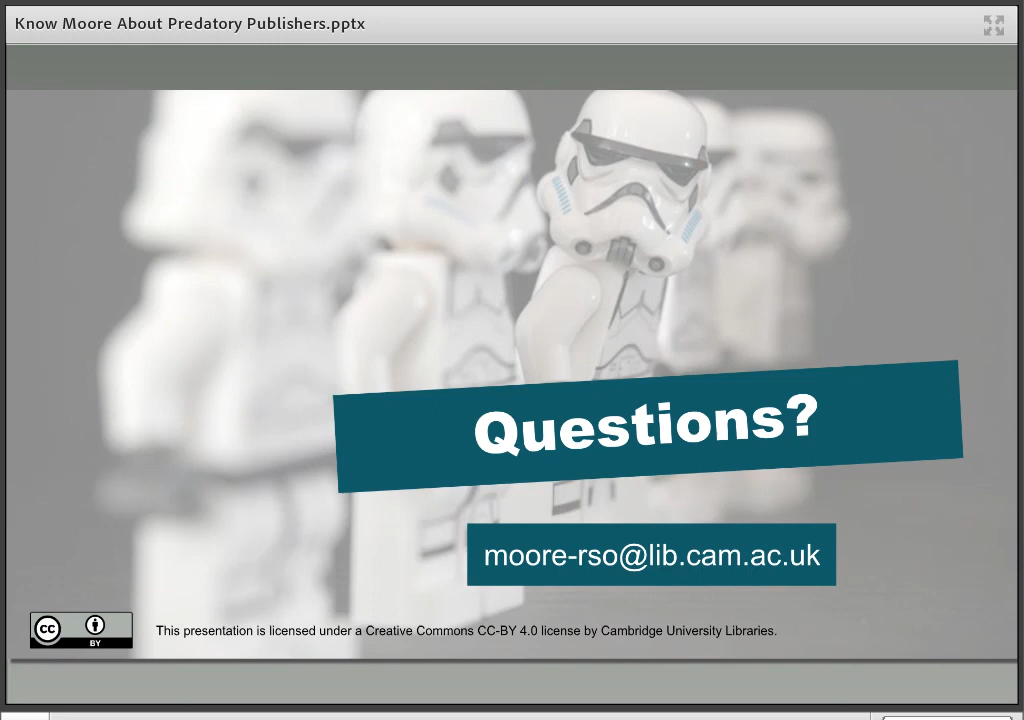 Know Moore About Predatory Publishers.pptx
Questions?
moore-rso@lib.cam.ac.uk
cc
BY
This presentation is licensed under a Creative Commons CC-BY 4.0 license by Cambridge University Libraries.